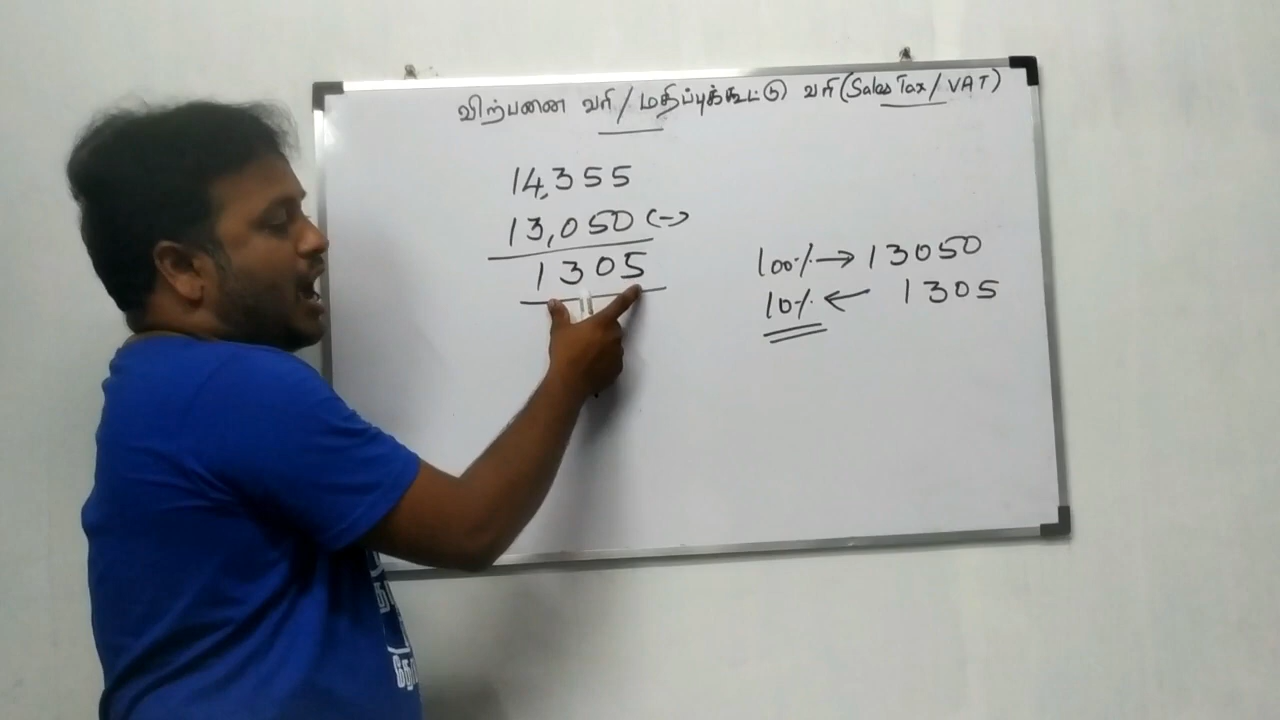 விற்பனை வரி / மதிப்புக்கூட்டு வரி (Sales Tax / VAT)
14,355
13,050 (-)
1305
100% → 13050
10% ← 1305